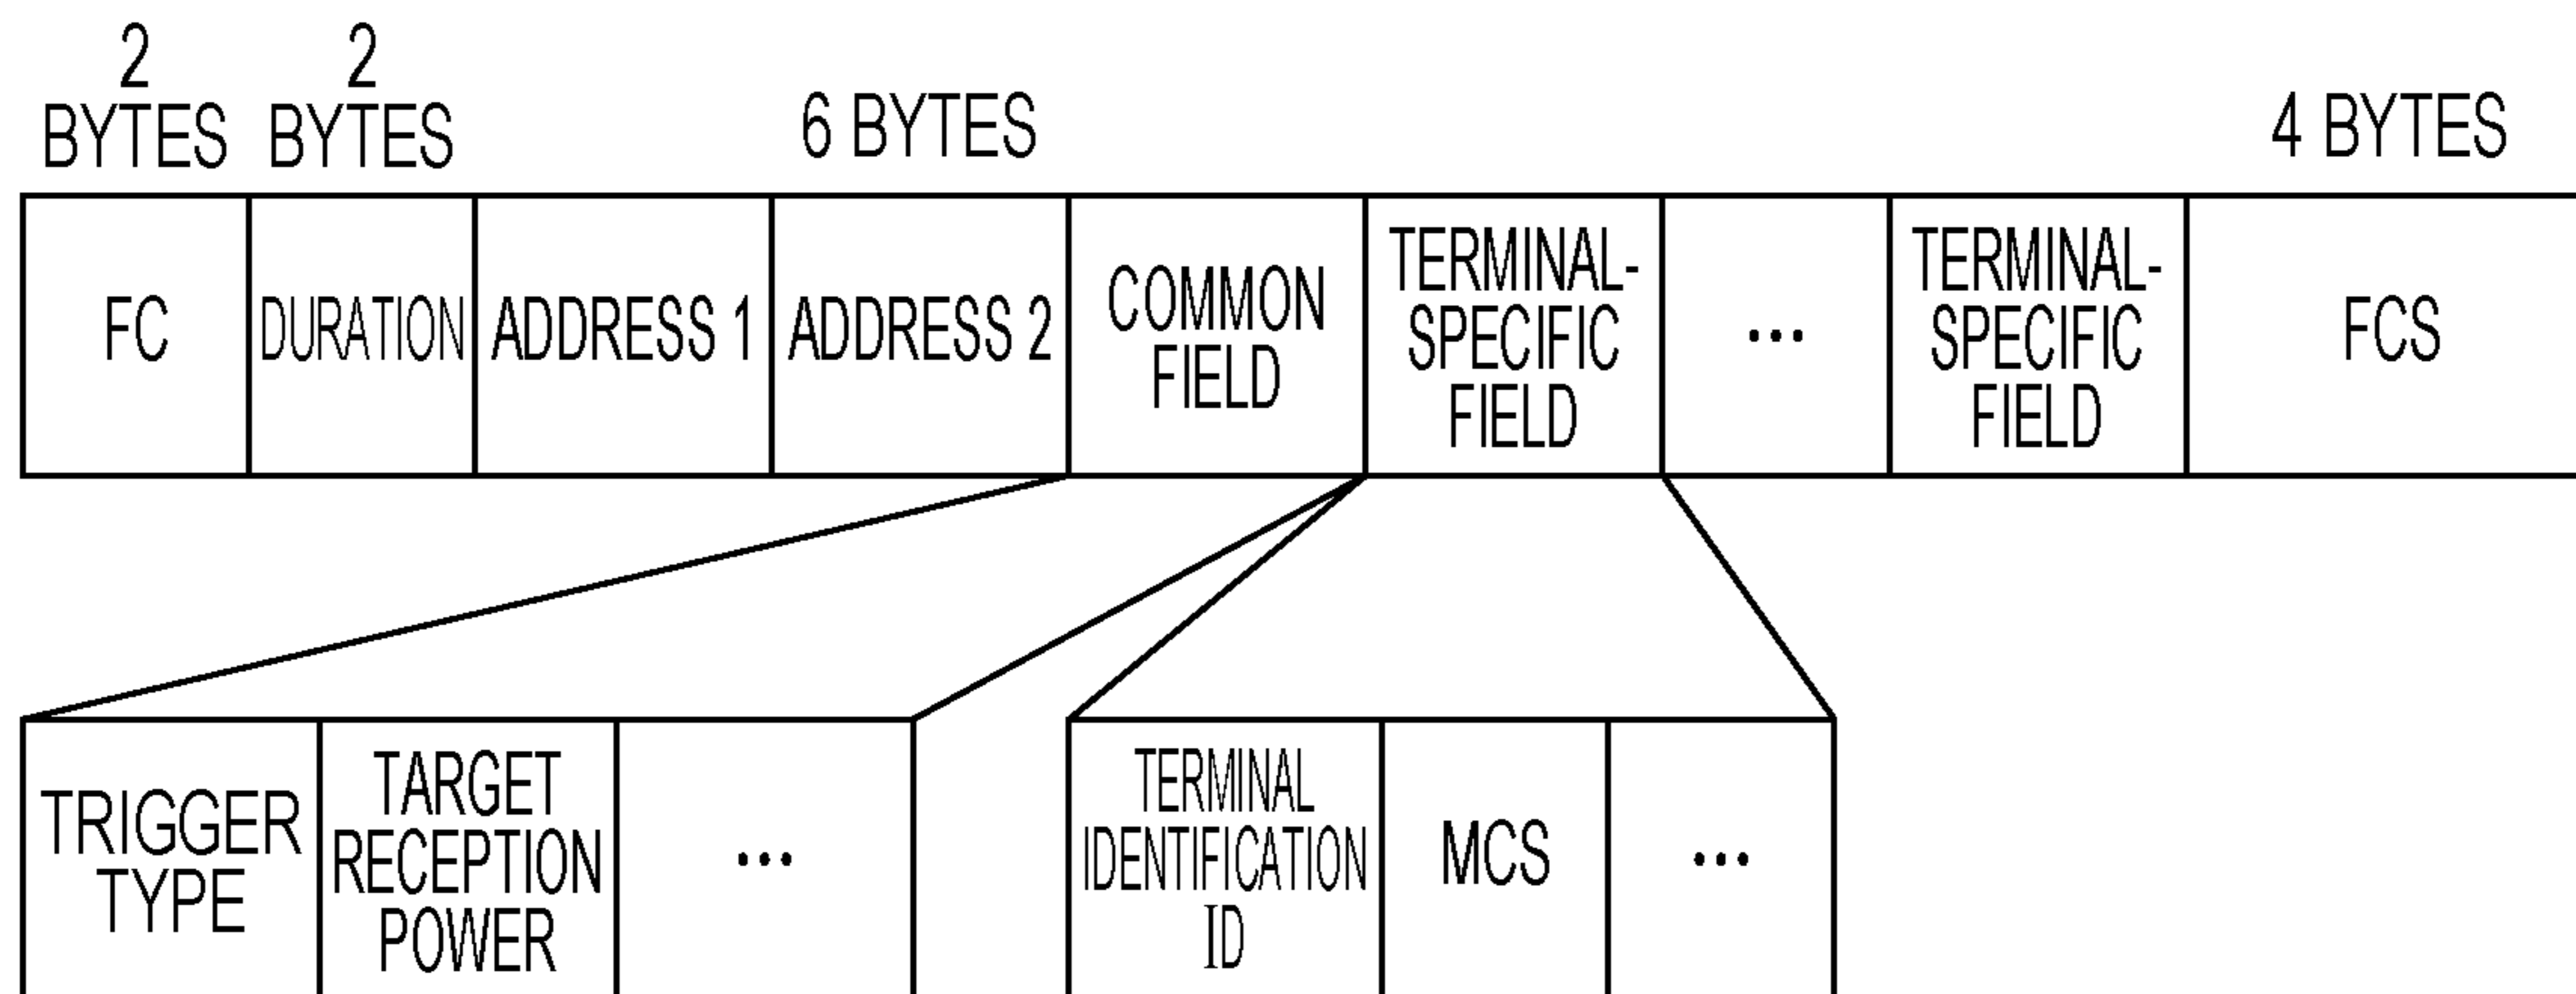 2
BYTES
2
BYTES
6 BYTES
4 BYTES
FC
DURATION
ADDRESS 1
ADDRESS 2
COMMON
FIELD
TERMINAL-
SPECIFIC
FIELD
...
TERMINAL-
SPECIFIC
FIELD
FCS
TRIGGER
TYPE
TARGET
RECEPTION
POWER
...
TERMINAL
IDENTIFICATION
ID
MCS
...